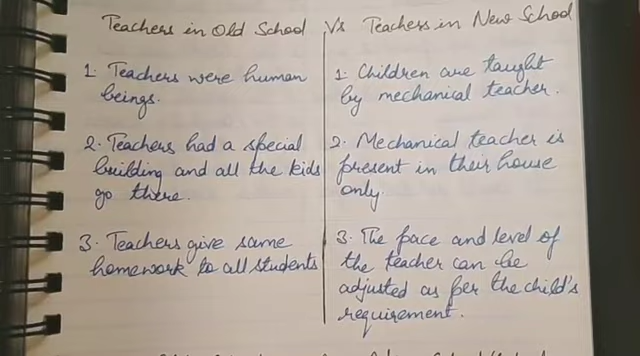 Teachers in Old School Vs Teachers in New School
1. Teachers were human
beings.
2. Teachers had a special
building and all the kids
go there.
3. Teachers give same
homework to all students
1. Children are taught
by mechanical teacher.
2. Mechanical teacher is
present in their house
only.
3. The pace and level of
the teacher can be
adjusted as per the child's
requirement.